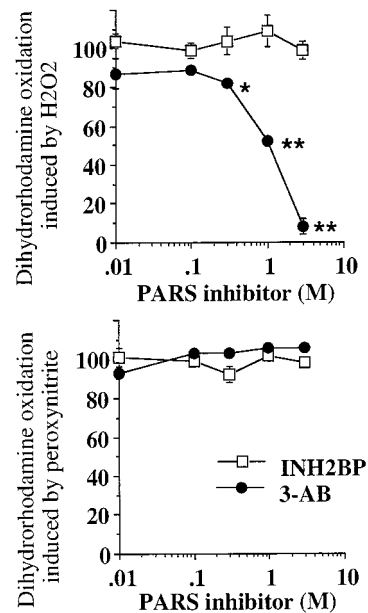 Dihydrorhodamine oxidation
induced by H2O2
100
80
60
40
20
0
*
**
**
.01 .1 1 10
PARS inhibitor (M)
Dihydrorhodamine oxidation
induced by peroxynitrite
100
80
60
40
20
0
INH2BP
3-AB
.01 .1 1 10
PARS inhibitor (M)